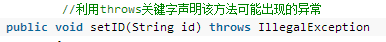 //利用throws关键字声明该方法可能出现的异常
public void setID(String id) throws IllegalException